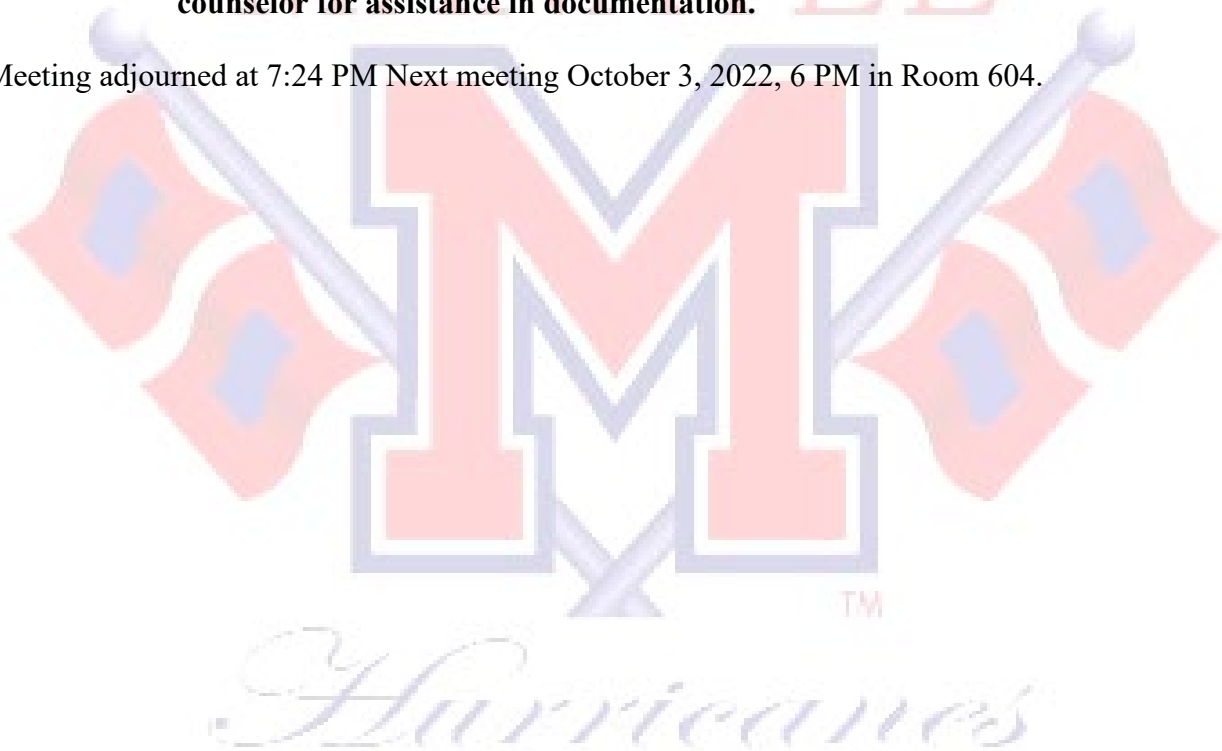 counselor for assistance in documentation.
Meeting adjourned at 7:24 PM Next meeting October 3, 2022, 6 PM in Room 604.
M
TM
Hurricanes